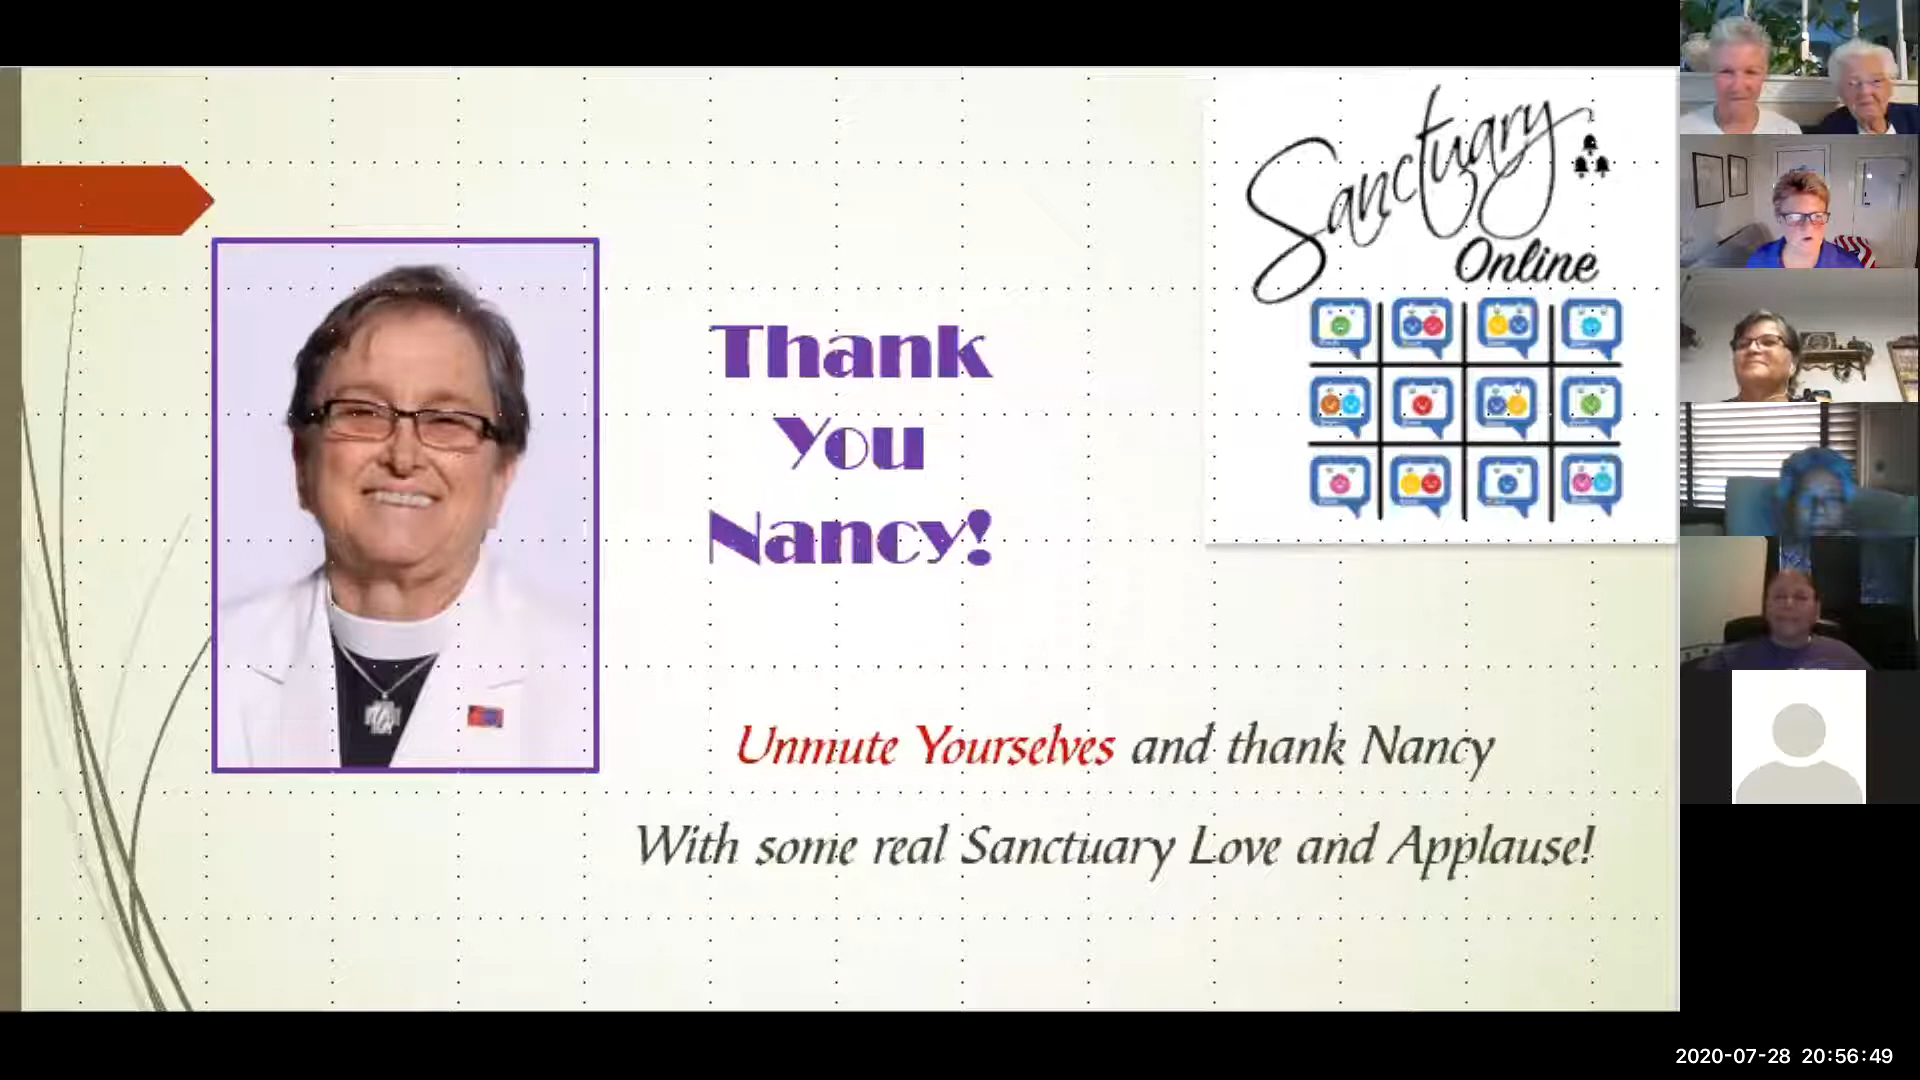 Sanctuary
Online
Thank
You
Nancy!
Unmute Yourselves and thank Nancy
With some real Sanctuary Love and Applause!
2020-07-28 20:56:49